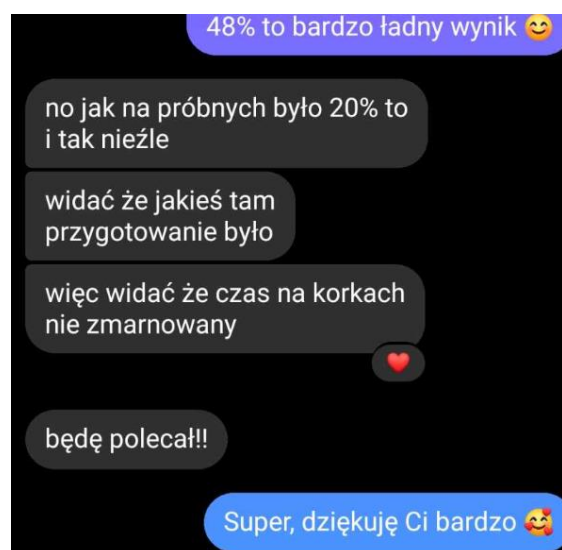 48% to bardzo ładny wynik 😊
no jak na próbnych było 20% to
i tak nieźle
widać że jakieś tam
przygotowanie było
więc widać że czas na korkach
nie zmarnowany
będę polecał!!
Super, dziękuję Ci bardzo 🥰